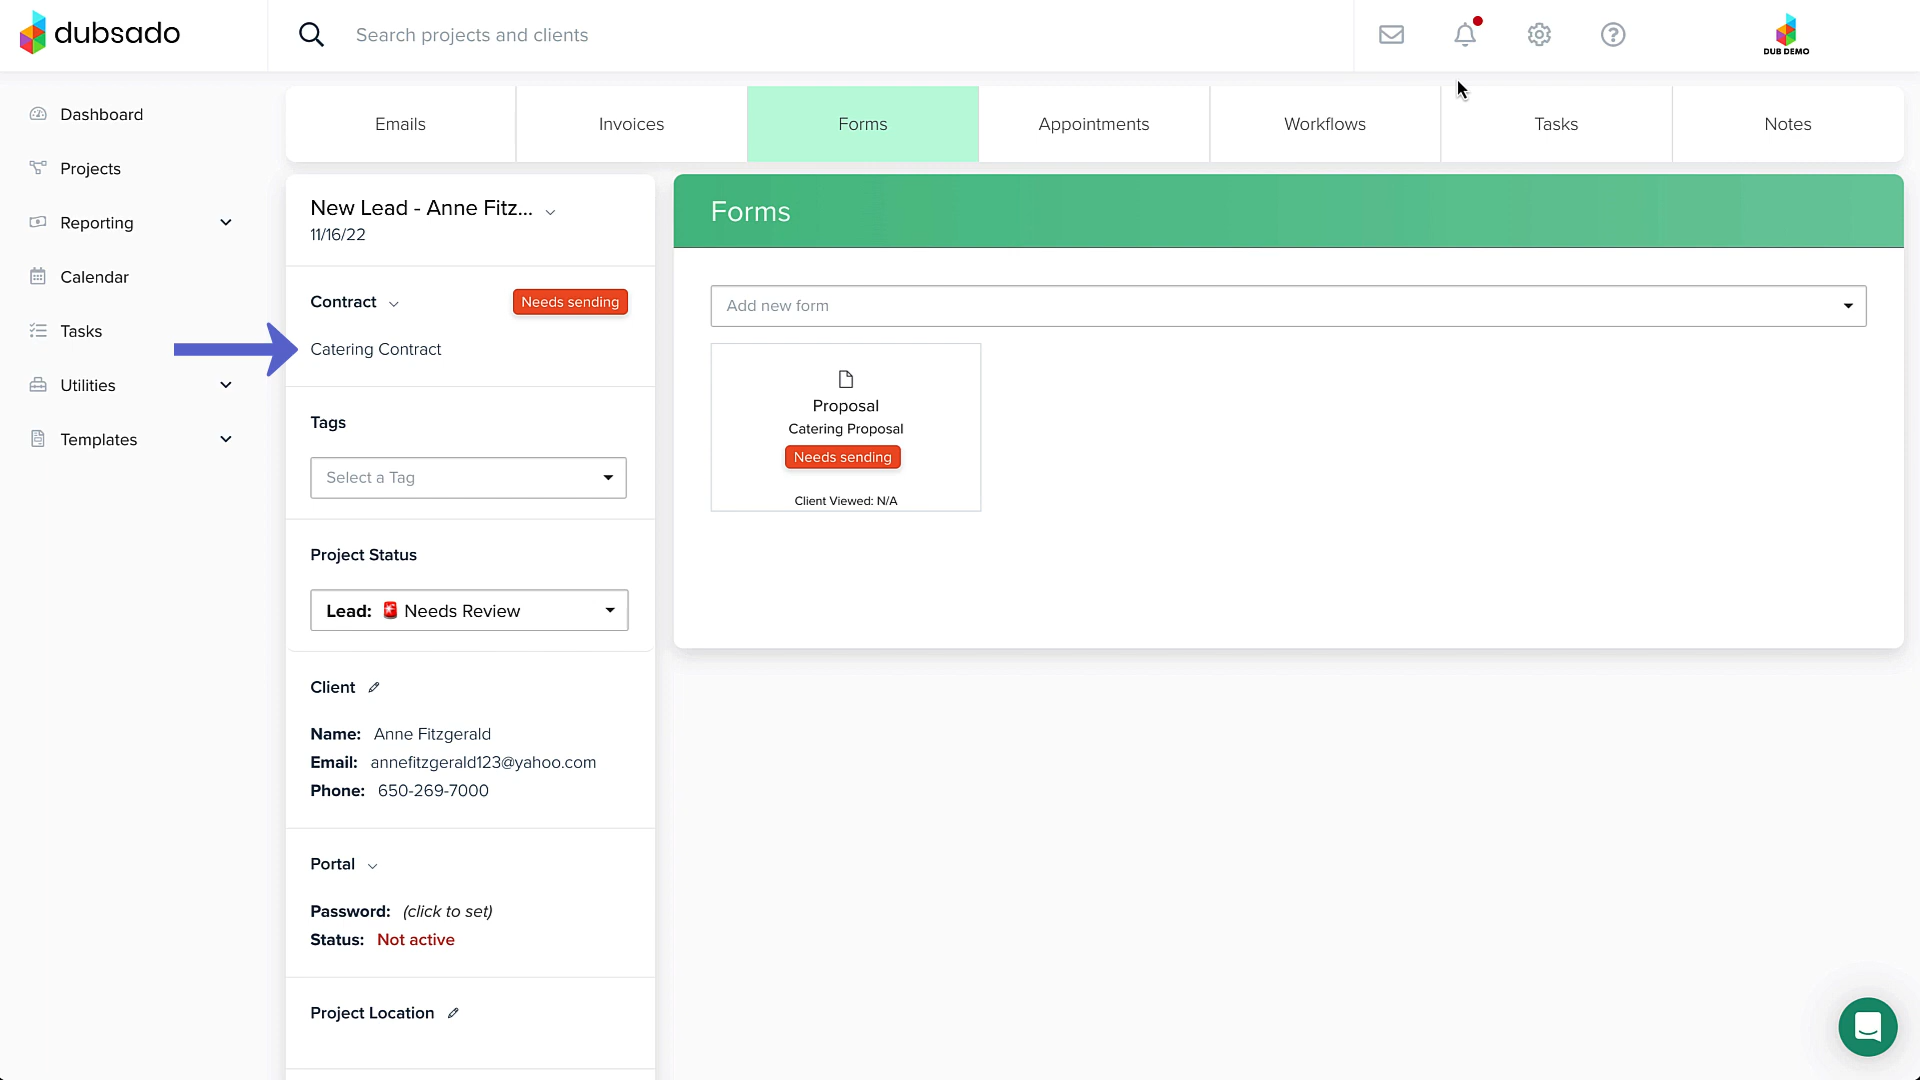 dubsado
Search projects and clients
DUB DEMO
Dashboard
Projects
Reporting
Calendar
Tasks
Utilities
Templates
Emails
Invoices
Forms
Appointments
Workflows
Tasks
Notes
New Lead - Anne Fitz...
11/16/22
Contract
Needs sending
Catering Contract
Tags
Select a Tag
Project Status
Lead: Needs Review
Client
Name: Anne Fitzgerald
Email: annefitzgerald123@yahoo.com
Phone: 650-269-7000
Portal
Password: (click to set)
Status: Not active
Project Location
Forms
Add new form
Proposal
Catering Proposal
Needs sending
Client Viewed: N/A